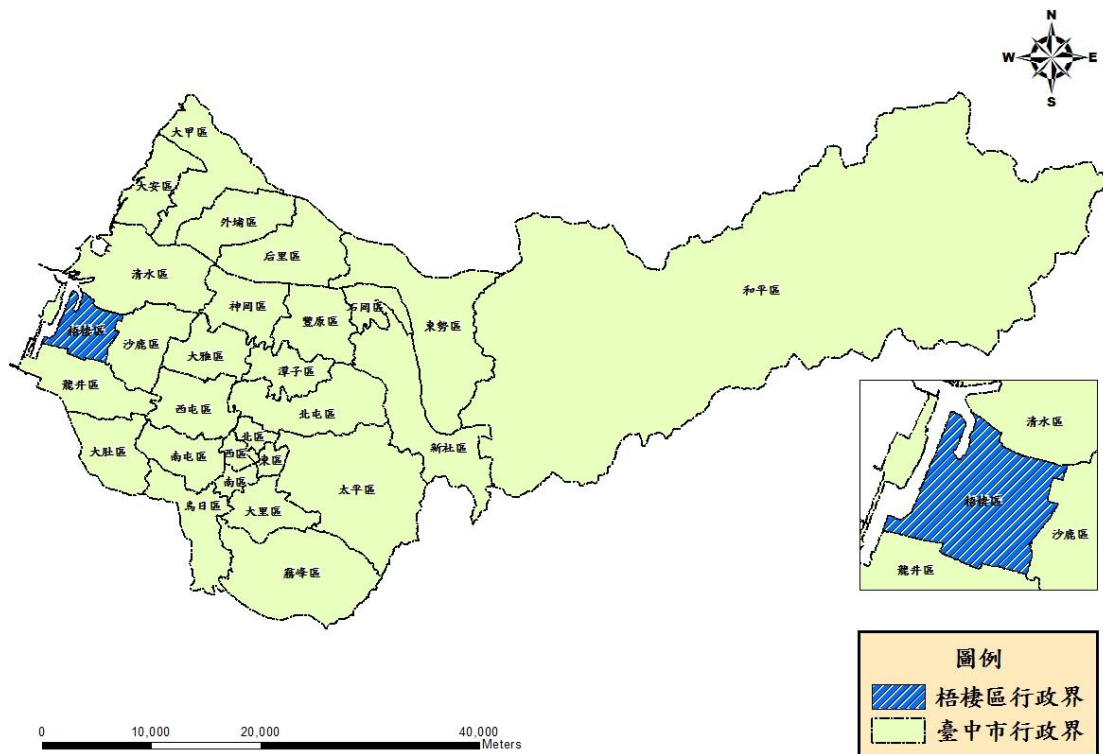 N
W
E
S
大甲區
大安區
外埔區
后里區
清水區
神岡區
豐原區
石岡區
東勢區
和平區
梧棲區
沙鹿區
大雅區
潭子區
龍井區
西屯區
北屯區
大肚區
南屯區
北區
西區
東區
南區
新社區
太平區
烏日區
大里區
霧峰區
清水區
梧棲區
沙鹿區
龍井區
圖例
梧棲區行政界
臺中市行政界
0 10,000 20,000 40,000
Meters